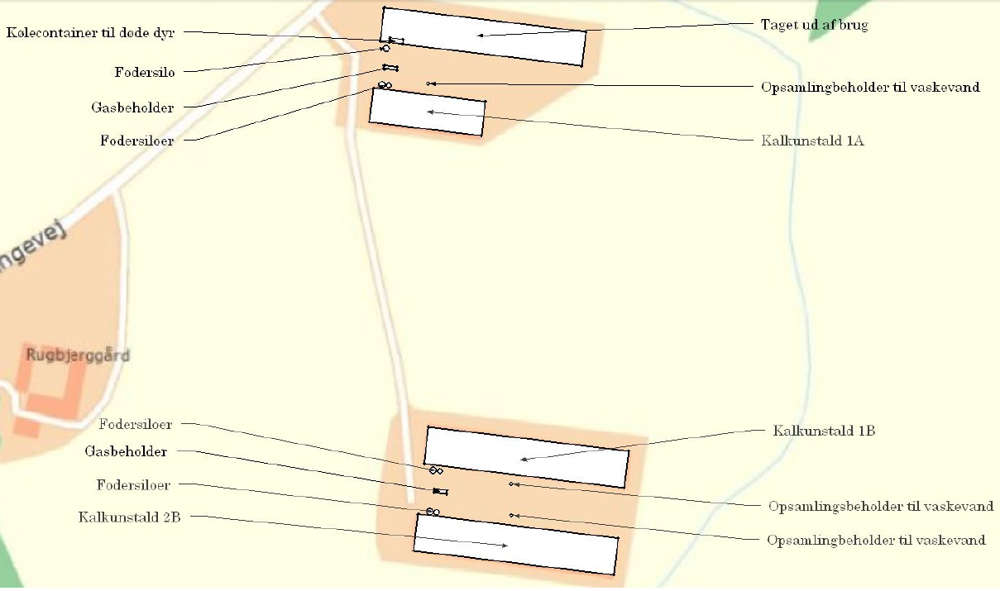 Kølecontainer til døde dyr
Taget ud af brug
Fodersilo
Opsamlingbeholder til vaskevand
Gasbeholder
Fodersiloer
Kalkunstald 1A
ngevej
Rugbjerggård
Fodersiloer
Kalkunstald 1B
Gasbeholder
Fodersiloer
Opsamlingsbeholder til vaskevand
Kalkunstald 2B
Opsamlingbeholder til vaskevand